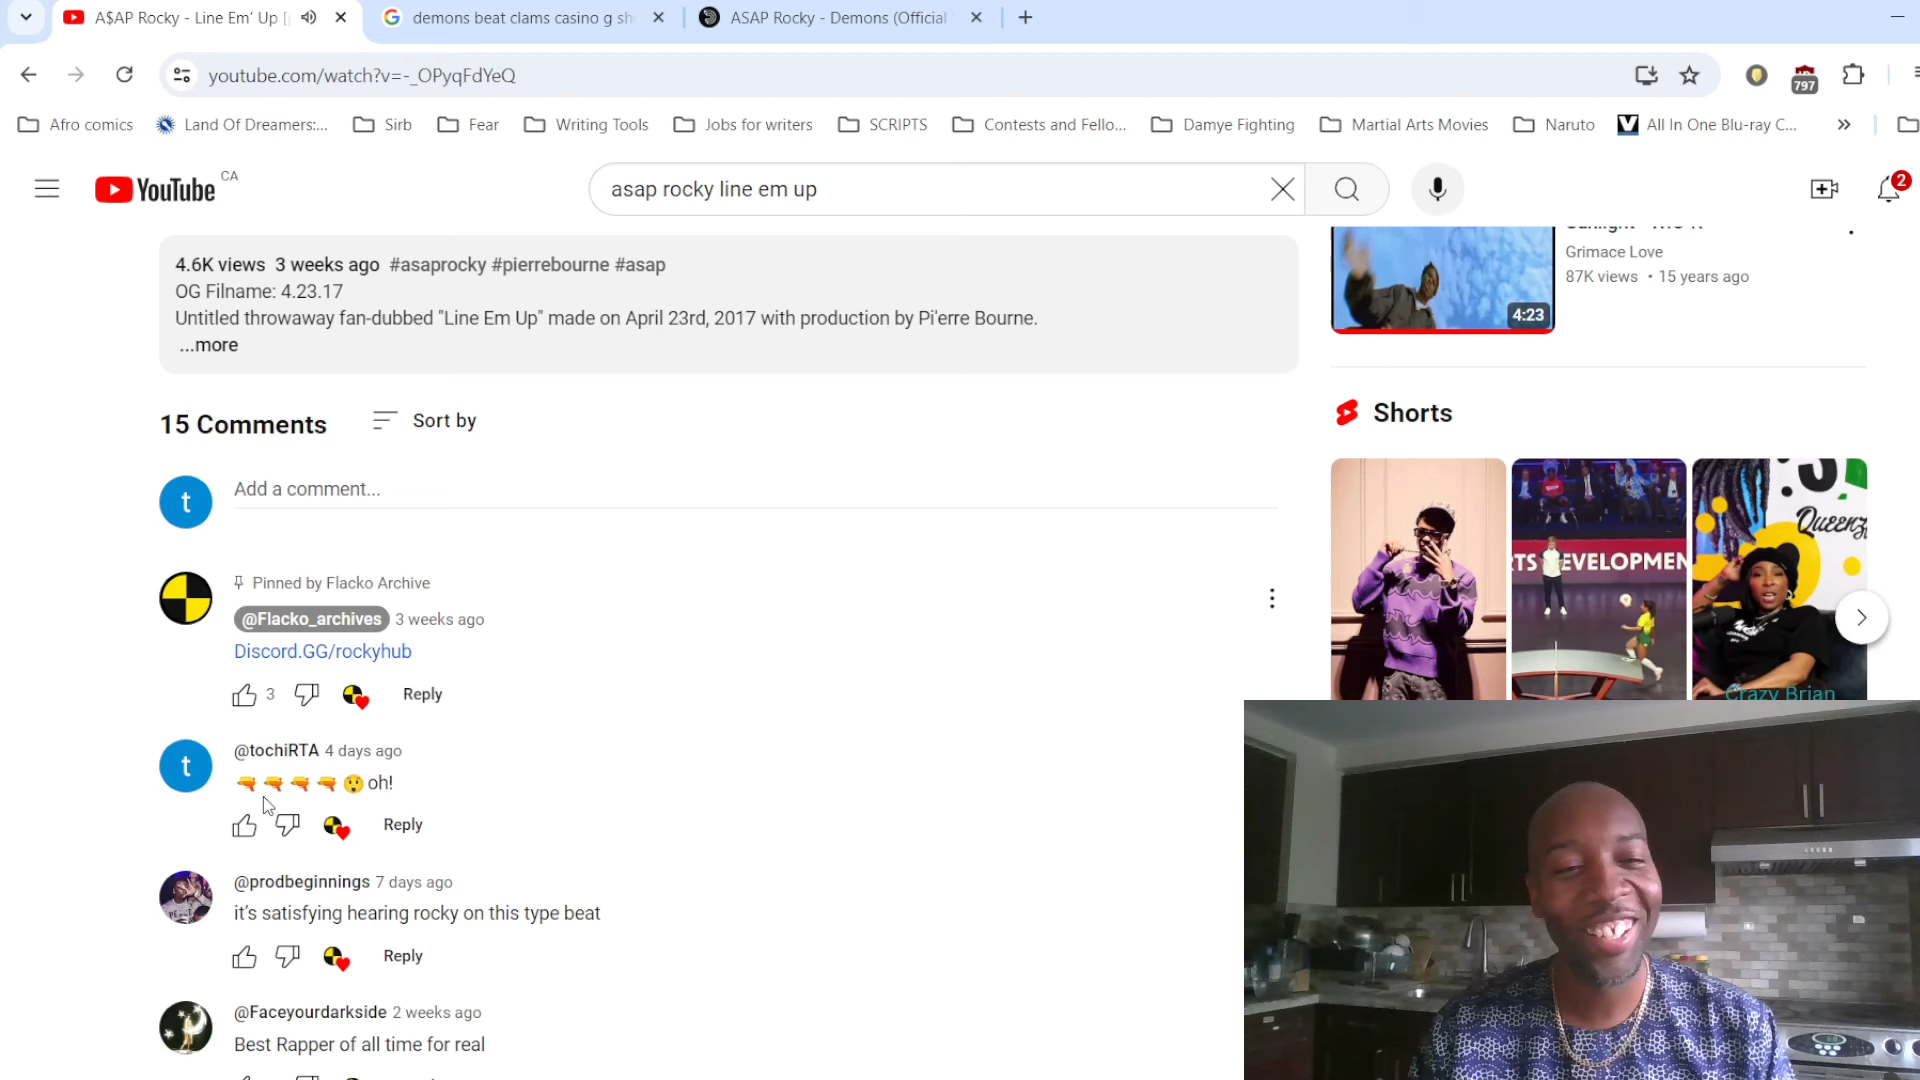 A$AP Rocky - Line Em' Up [
demons beat clams casino g sh
ASAP Rocky - Demons (Official
youtube.com/watch?v=-_OPyqFdYeQ
797
Afro comics
Land Of Dreamers:...
Sirb
Fear
Writing Tools
Jobs for writers
SCRIPTS
Contests and Fello...
Damye Fighting
Martial Arts Movies
Naruto
All In One Blu-ray C...
YouTube CA
asap rocky line em up
2
4.6K views 3 weeks ago #asaprocky #pierrebourne #asap
OG Filname: 4.23.17
Untitled throwaway fan-dubbed "Line Em Up" made on April 23rd, 2017 with production by Pi'erre Bourne.
...more
Grimace Love
87K views • 15 years ago
4:23
15 Comments
Sort by
Shorts
t
Add a comment...
Pinned by Flacko Archive
@Flacko_archives 3 weeks ago
Discord.GG/rockyhub
3
Reply
t
@tochiRTA 4 days ago
🔫 🔫 🔫 🔫 😲 oh!
Reply
@prodbeginnings 7 days ago
it's satisfying hearing rocky on this type beat
Reply
@Faceyourdarkside 2 weeks ago
Best Rapper of all time for real
TS DEVELOPMEN
Queenz
Crazy Brian